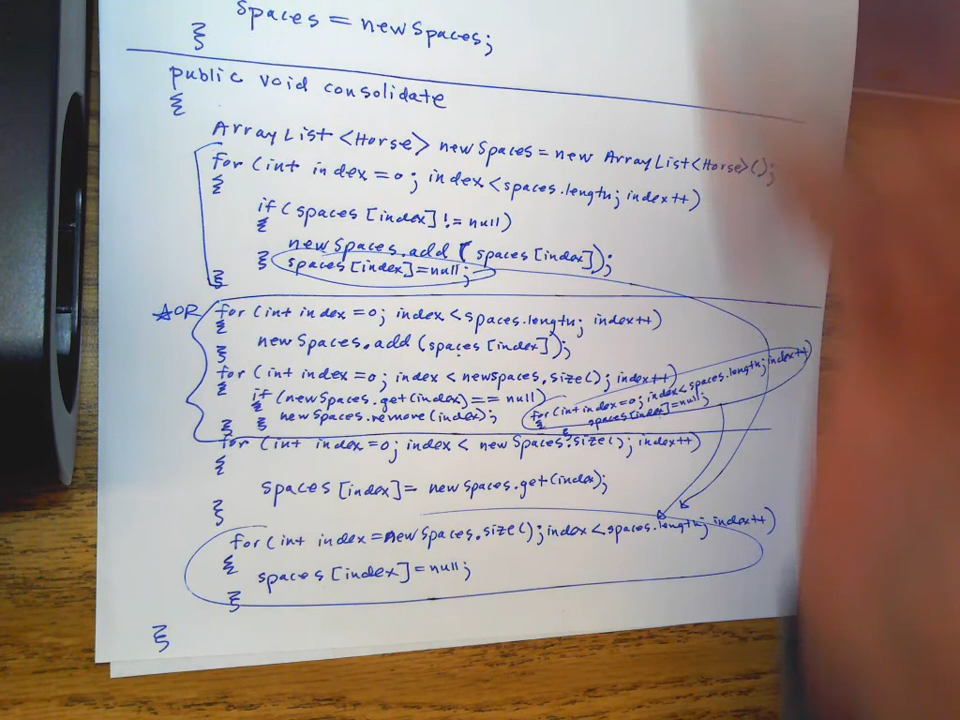 spaces = newSpaces;
}
public void consolidate
{
ArrayList <Horse> newSpaces = new ArrayList<Horse>();
for (int index = 0; index < spaces.length; index++)
{
if (spaces [index] != null)
{
newSpaces.add (spaces [index]);
} spaces [index] = null;
}
OR for (int index = 0; index < spaces.length; index++)
{
newSpaces.add (spaces [index]);
}
for (int index = 0; index < newSpaces.size(); index++)
{ if (newSpaces.get(index) == null)
{ newSpaces.remove (index);
} }
for (int index = 0; index < spaces.length; index++)
{ spaces [index] = null;
}
for (int index = 0; index < newSpaces.size(); index++)
{
spaces [index] = newSpaces.get(index);
}
for (int index = newSpaces.size(); index < spaces.length; index++)
{
spaces [index] = null;
}
}